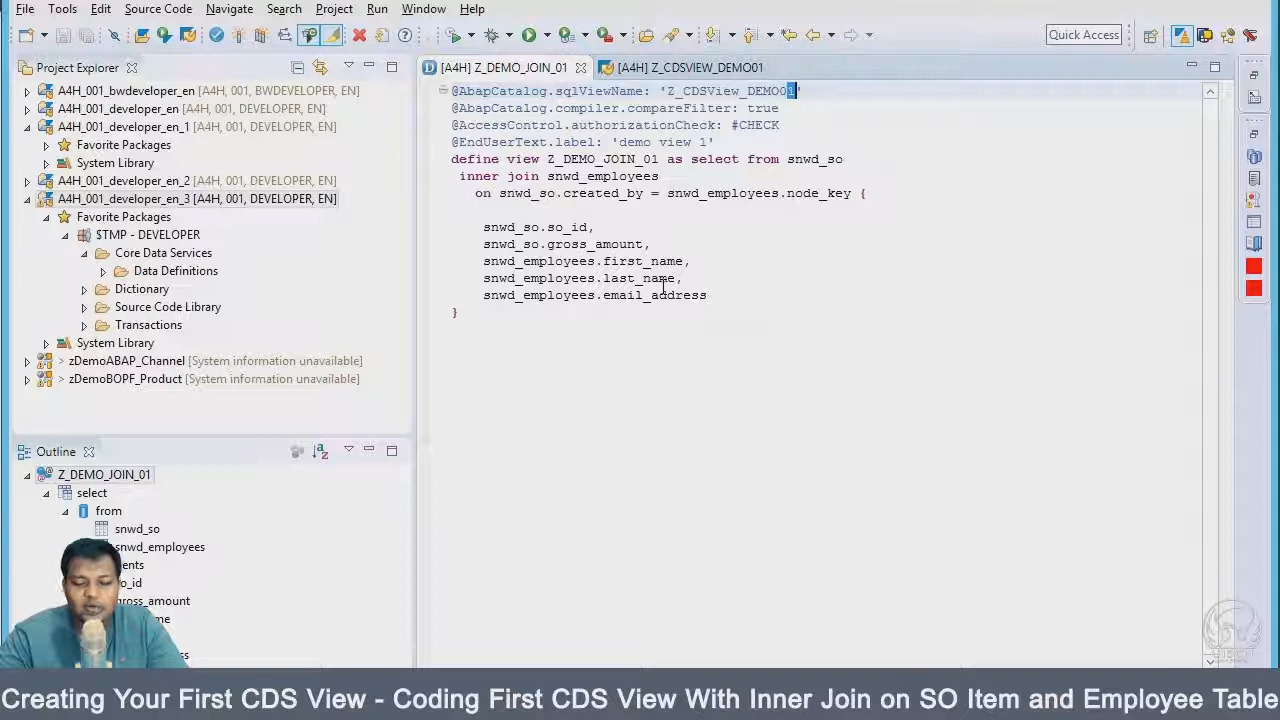 File Tools Edit Source Code Navigate Search Project Run Window Help
Quick Access
Project Explorer
[A4H] Z_DEMO_JOIN_01
[A4H] Z_CDSVIEW_DEMO01
A4H_001_bwdeveloper_en [A4H, 001, BWDEVELOPER, EN]
A4H_001_developer_en [A4H, 001, DEVELOPER, EN]
A4H_001_developer_en_1 [A4H, 001, DEVELOPER, EN]
Favorite Packages
System Library
A4H_001_developer_en_2 [A4H, 001, DEVELOPER, EN]
A4H_001_developer_en_3 [A4H, 001, DEVELOPER, EN]
Favorite Packages
$TMP - DEVELOPER
Core Data Services
Data Definitions
Dictionary
Source Code Library
Transactions
System Library
> zDemoABAP_Channel [System information unavailable]
> zDemoBOPF_Product [System information unavailable]
@AbapCatalog.sqlViewName: 'Z_CDSView_DEMO01'
@AbapCatalog.compiler.compareFilter: true
@AccessControl.authorizationCheck: #CHECK
@EndUserText.label: 'demo view 1'
define view Z_DEMO_JOIN_01 as select from snwd_so
inner join snwd_employees
on snwd_so.created_by = snwd_employees.node_key {
snwd_so.so_id,
snwd_so.gross_amount,
snwd_employees.first_name,
snwd_employees.last_name,
snwd_employees.email_address
}
Outline
Z_DEMO_JOIN_01
select
from
snwd_so
snwd_employees
ents
o_id
gross_amount
me
ss
Creating Your First CDS View - Coding First CDS View With Inner Join on SO Item and Employee Table